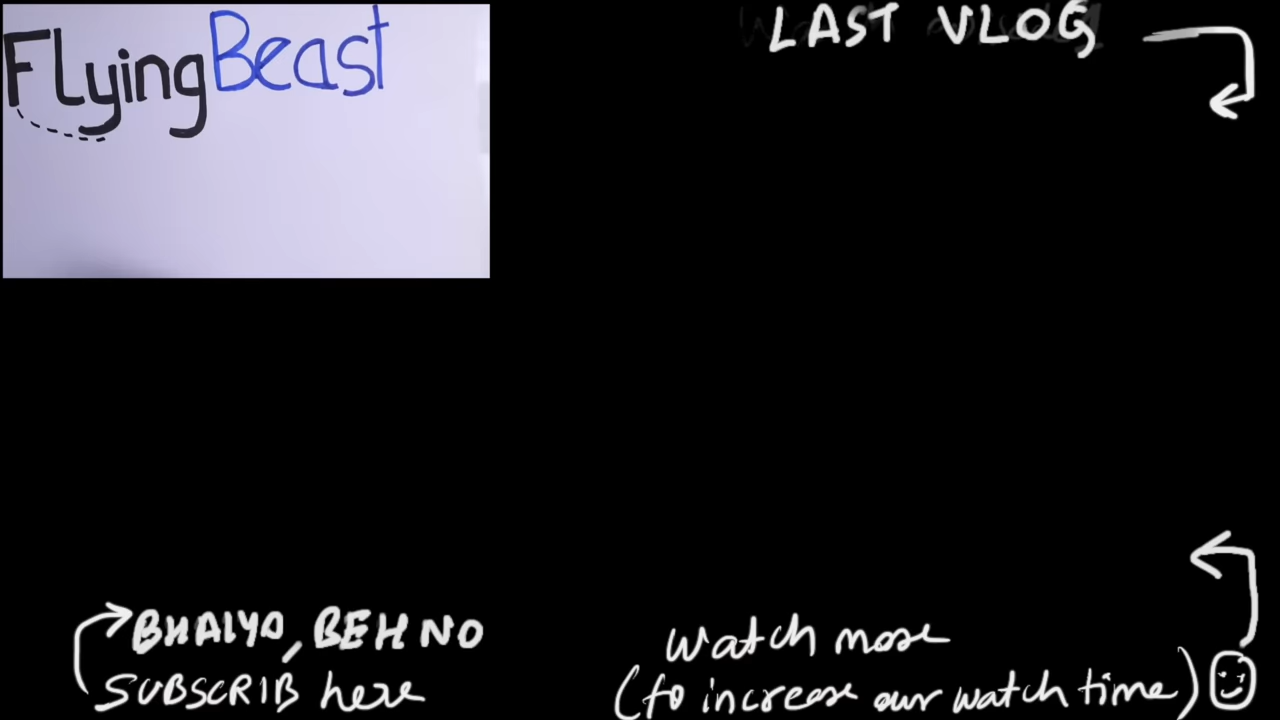 FlyingBeast
LAST VLOG
BHAIYO, BEHNO
SUBSCRIB here
watch more
(to increase our watch time)